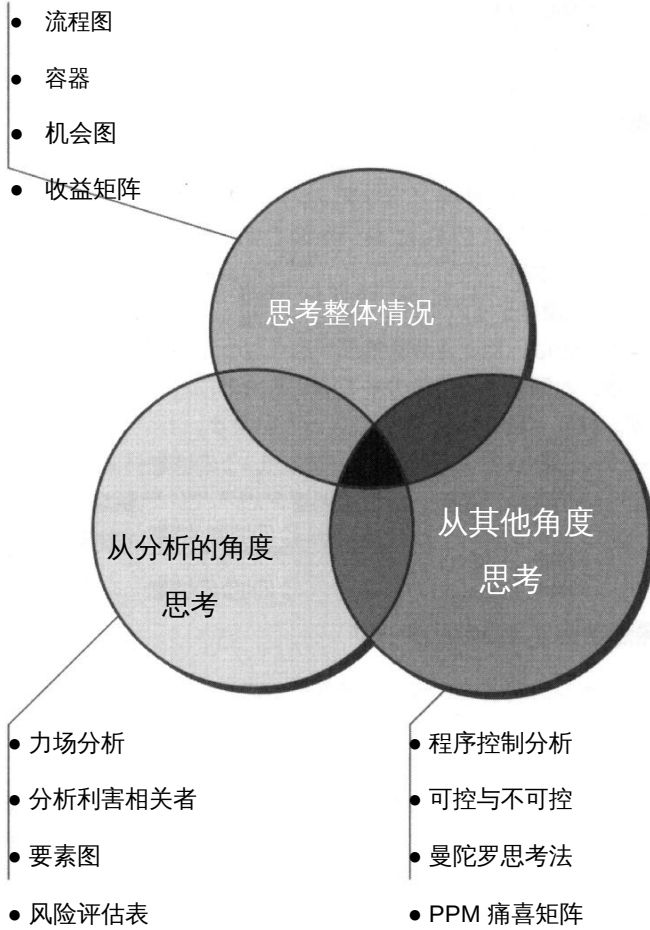 ● 流程图
● 容器
● 机会图
● 收益矩阵
思考整体情况
从分析的角度
思考
从其他角度
思考
● 力场分析
● 分析利害相关者
● 要素图
● 风险评估表
● 程序控制分析
● 可控与不可控
● 曼陀罗思考法
● PPM 痛喜矩阵